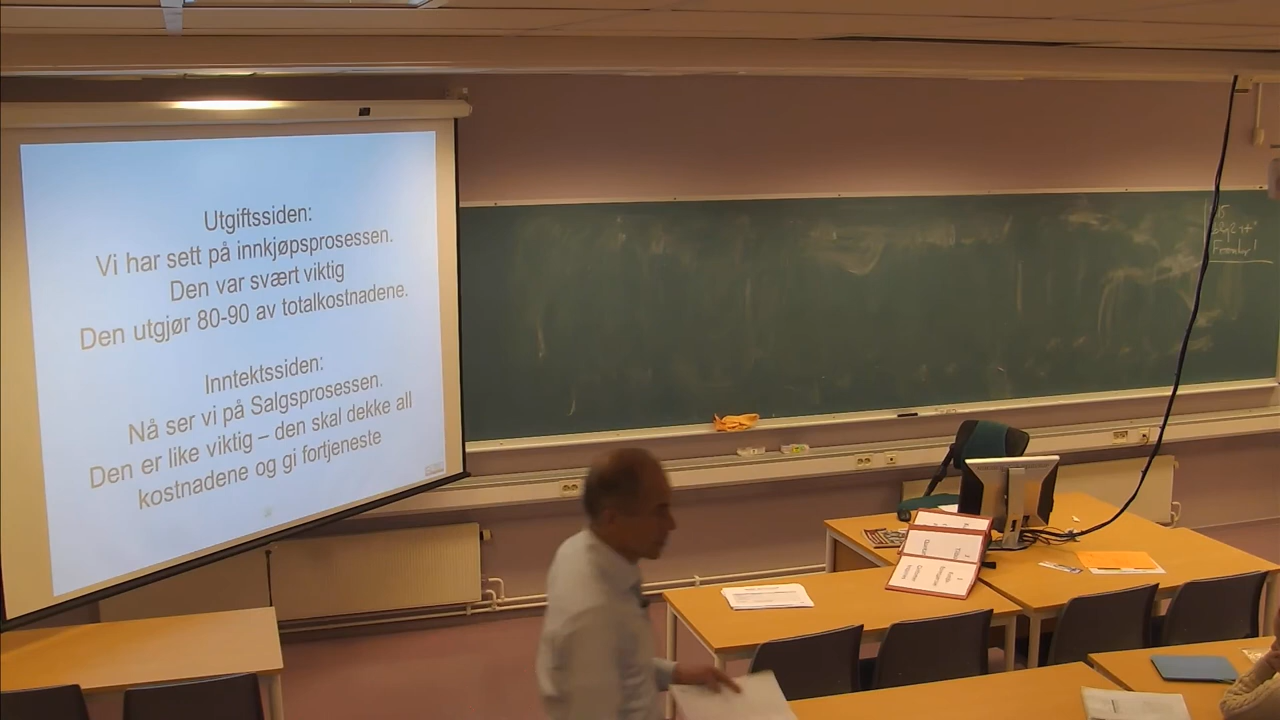 Utgiftssiden:
Vi har sett på innkjøpsprosessen.
Den var svært viktig
Den utgjør 80-90 av totalkostnadene.
Inntektssiden:
Nå ser vi på Salgsprosessen.
Den er like viktig – den skal dekke all
kostnadene og gi fortjeneste